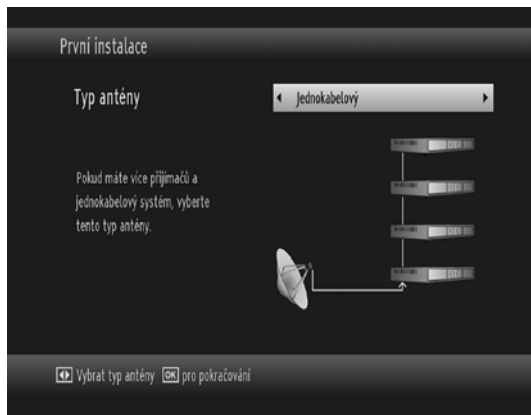 První instalace
Typ antény
Jednokabelový
Pokud máte více přijímačů a
jednokabelový systém, vyberte
tento typ antény.
Vybrat typ antény OK pro pokračování